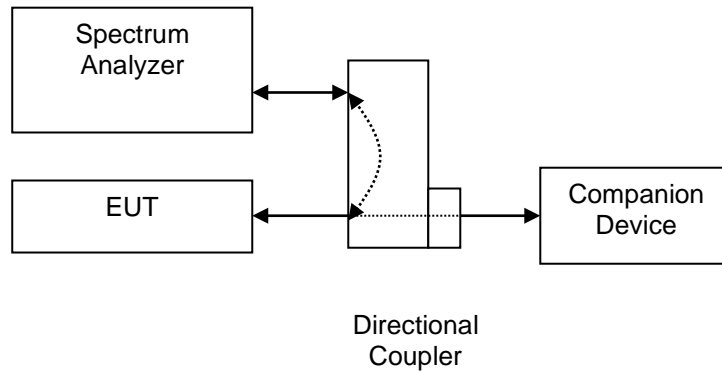 Spectrum
Analyzer
EUT
Companion
Device
Directional
Coupler